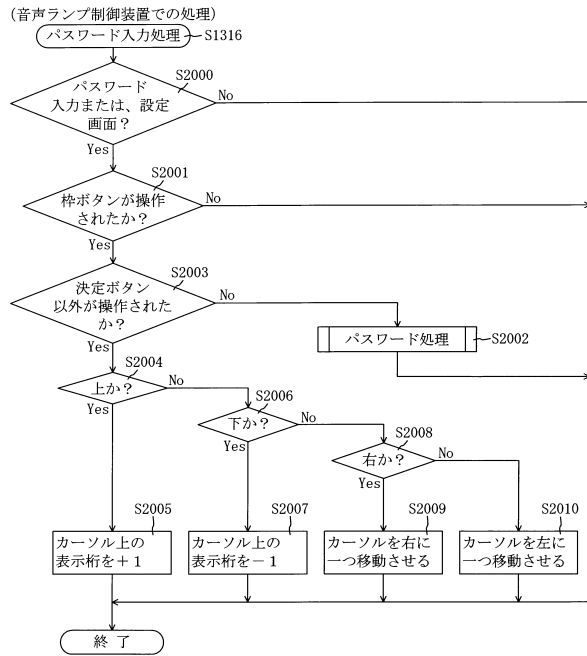 (音声ランプ制御装置での処理)
パスワード入力処理 S1316
S2000
パスワード
入力または、設定
画面？
No
Yes
S2001
枠ボタンが操作
されたか？
No
Yes
S2003
決定ボタン
以外が操作された
か？
No
Yes
パスワード処理 S2002
S2004
上か？
No
Yes
S2006
下か？
No
Yes
S2008
右か？
No
Yes
S2005
カーソル上の
表示桁を＋１
S2007
カーソル上の
表示桁を－１
S2009
カーソルを右に
一つ移動させる
S2010
カーソルを左に
一つ移動させる
終 了